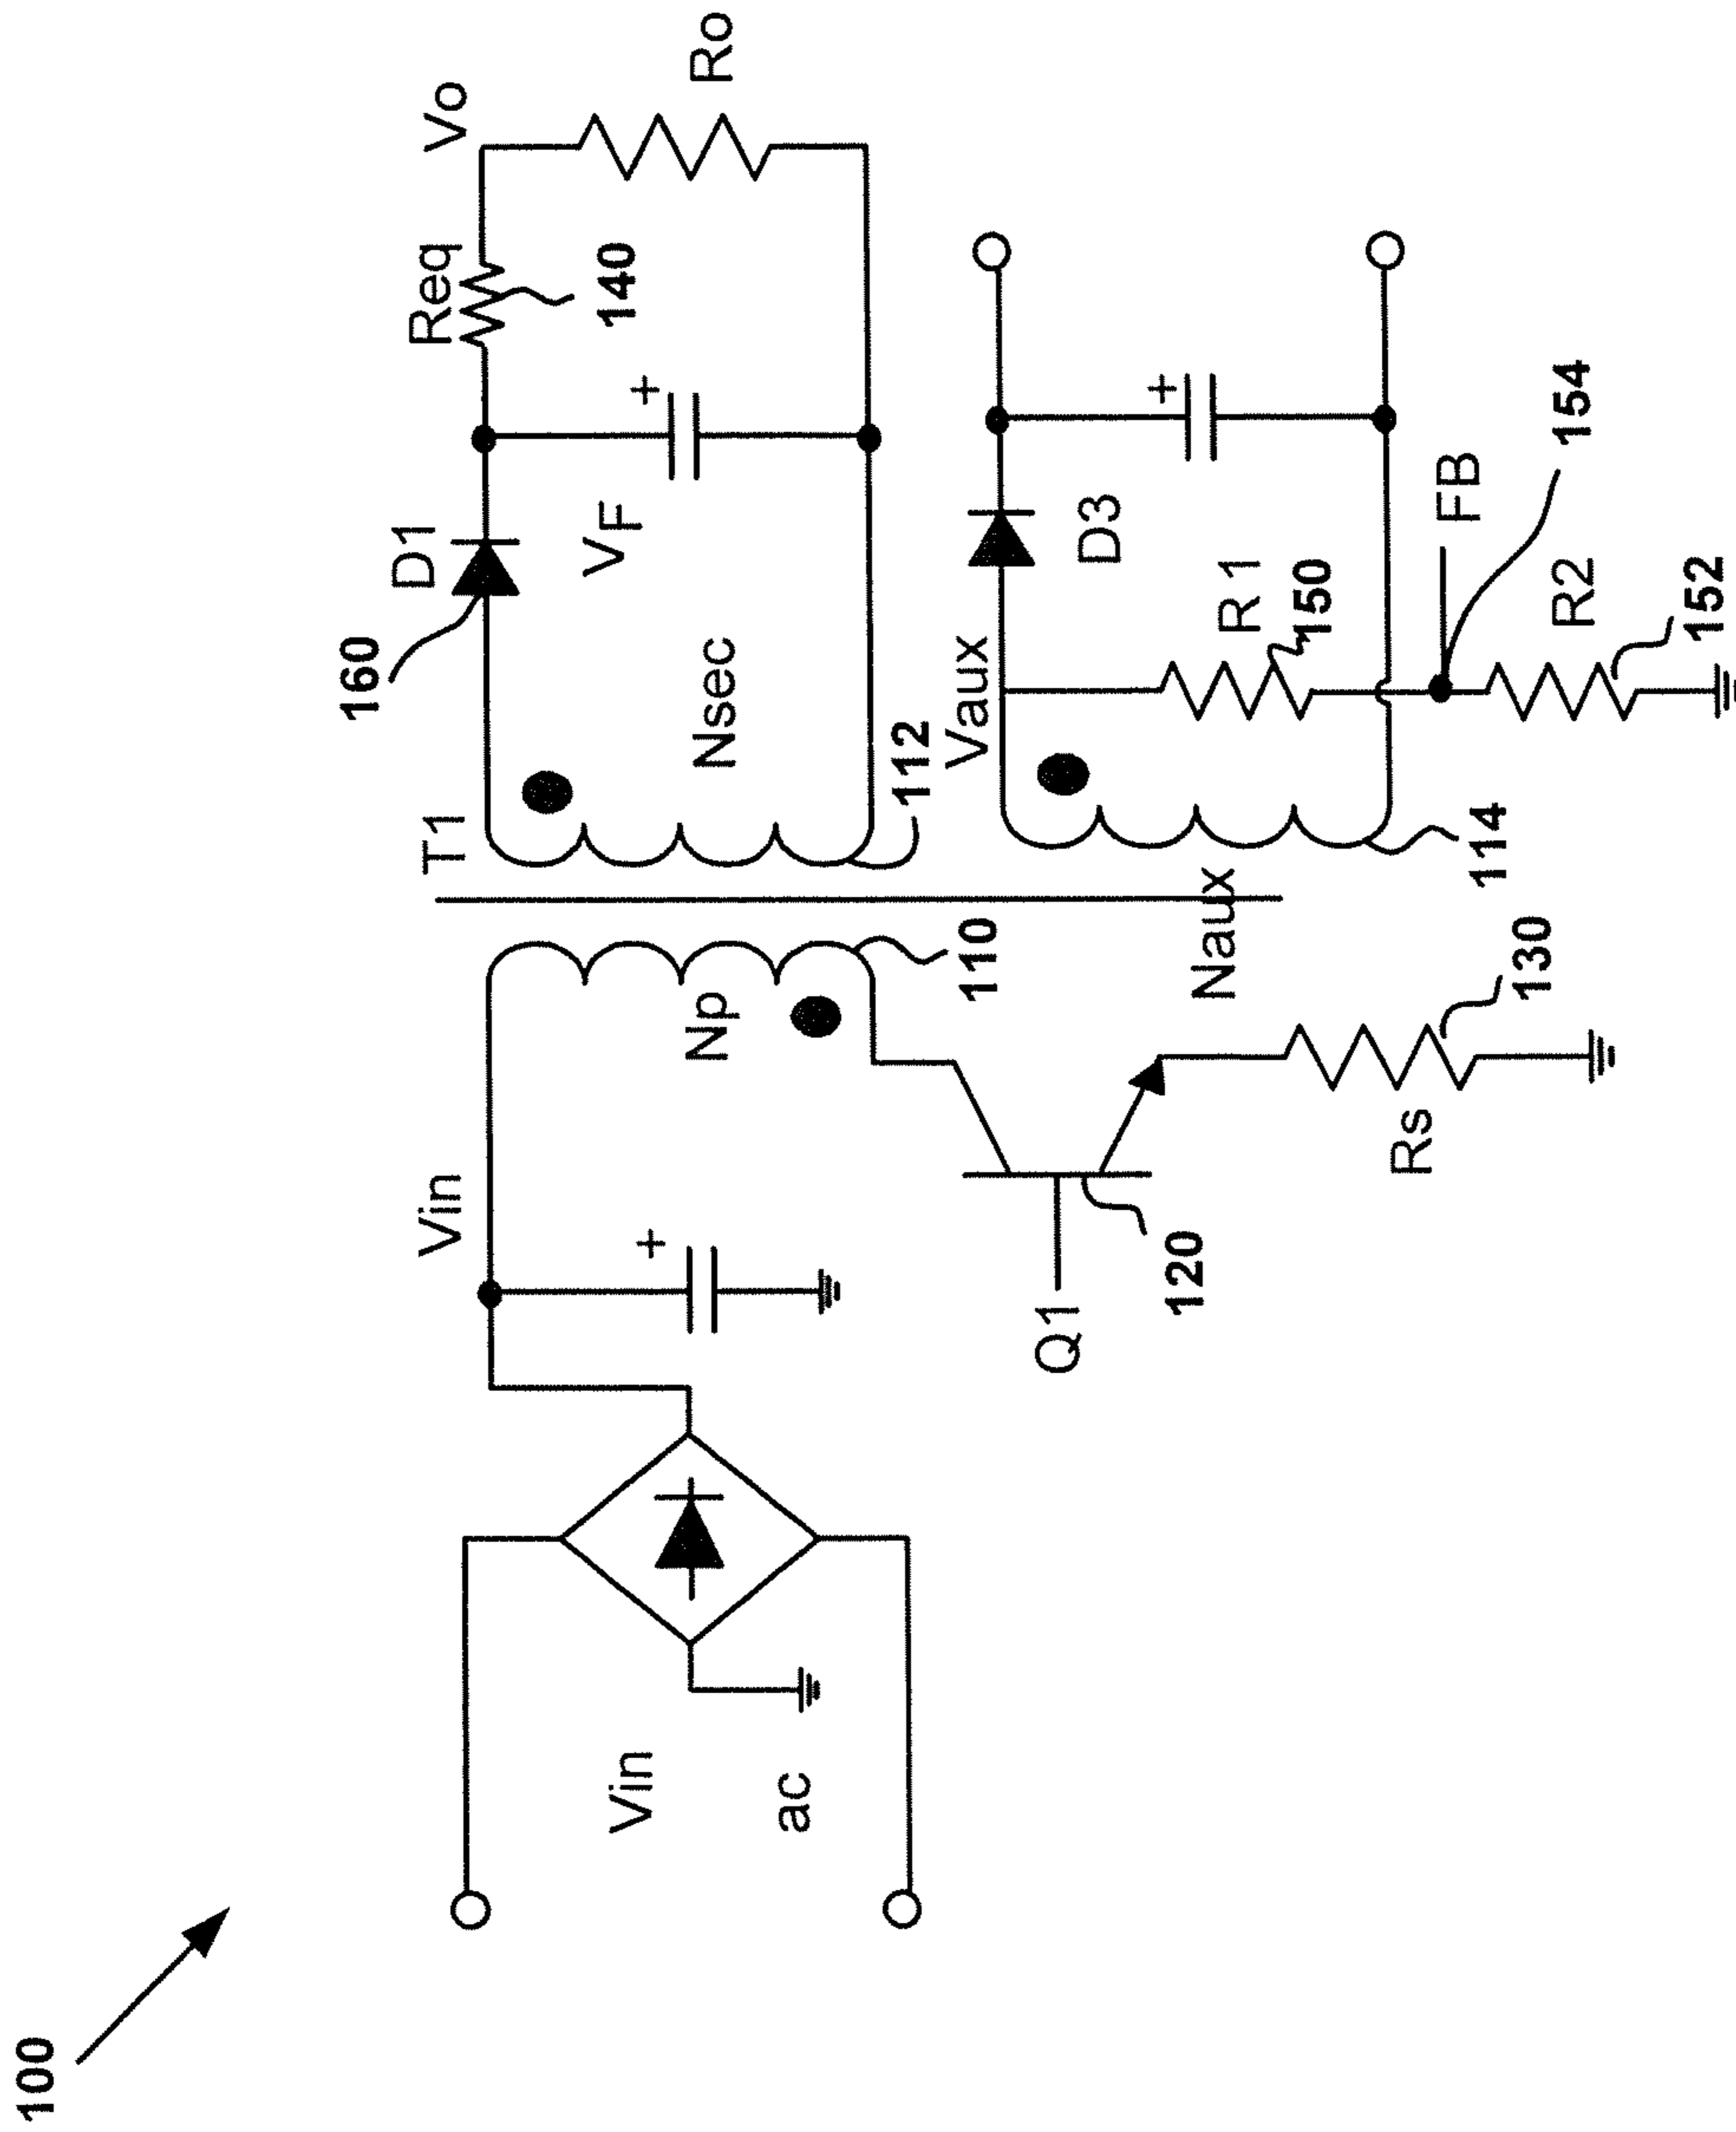 100
Vin
ac
Vin
Q1
120
Np
110
Rs
130
Naux
T1
Nsec
112
160
D1
VF
Req
140
Vo
Ro
Vaux
114
D3
R1
150
FB
154
R2
152
+
+
+